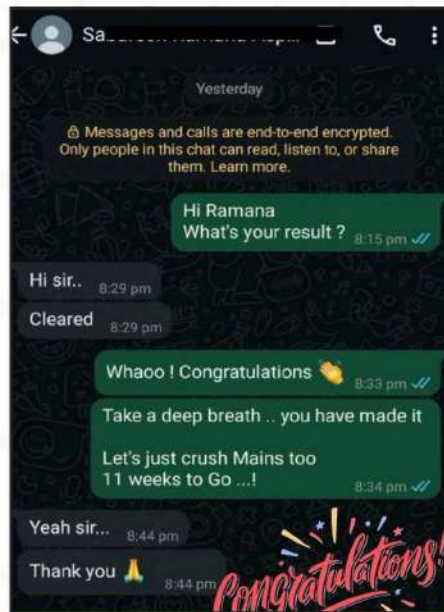 Yesterday
Messages and calls are end-to-end encrypted.
Only people in this chat can read, listen to, or share
them. Learn more.
Hi Ramana
What's your result ? 8:15 pm
Hi sir.. 8:29 pm
Cleared 8:29 pm
Whaoo ! Congratulations 👏 8:33 pm
Take a deep breath .. you have made it
Let's just crush Mains too
11 weeks to Go ...! 8:34 pm
Yeah sir... 8:44 pm
Thank you 🙏 8:44 pm
Congratulations!